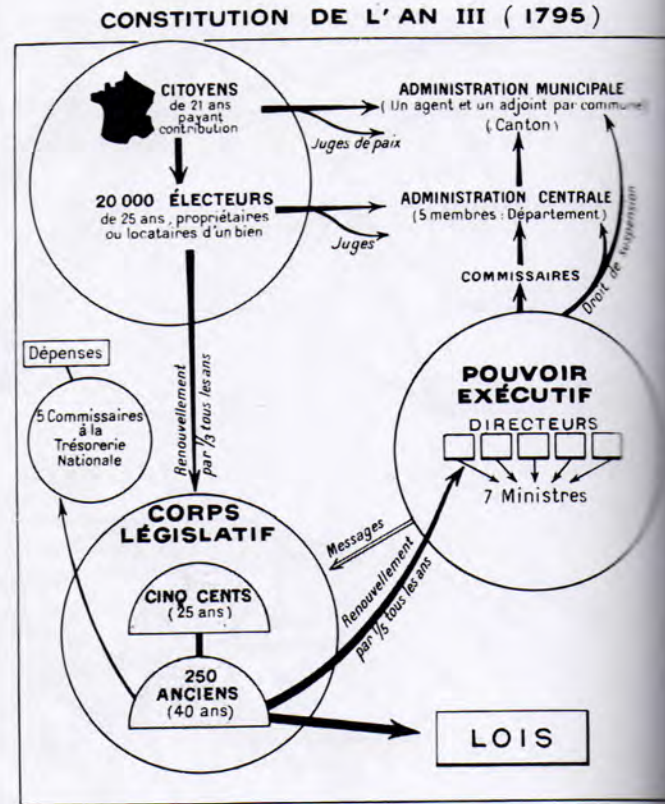 CONSTITUTION DE L'AN III (1795)
CITOYENS
de 21 ans
payant
contribution
ADMINISTRATION MUNICIPALE
(Un agent et un adjoint par commune)
(Canton)
Juges de paix
20 000 ÉLECTEURS
de 25 ans, propriétaires
ou locataires d'un bien
ADMINISTRATION CENTRALE
(5 membres : Département)
Juges
COMMISSAIRES
Droit de suspension
Dépenses
5 Commissaires
à la
Trésorerie
Nationale
Renouvellement
par 1/3 tous les ans
POUVOIR
EXÉCUTIF
DIRECTEURS
7 Ministres
CORPS
LÉGISLATIF
CINQ CENTS
(25 ans)
250
ANCIENS
(40 ans)
Messages
Renouvellement
par 1/5 tous les ans
LOIS